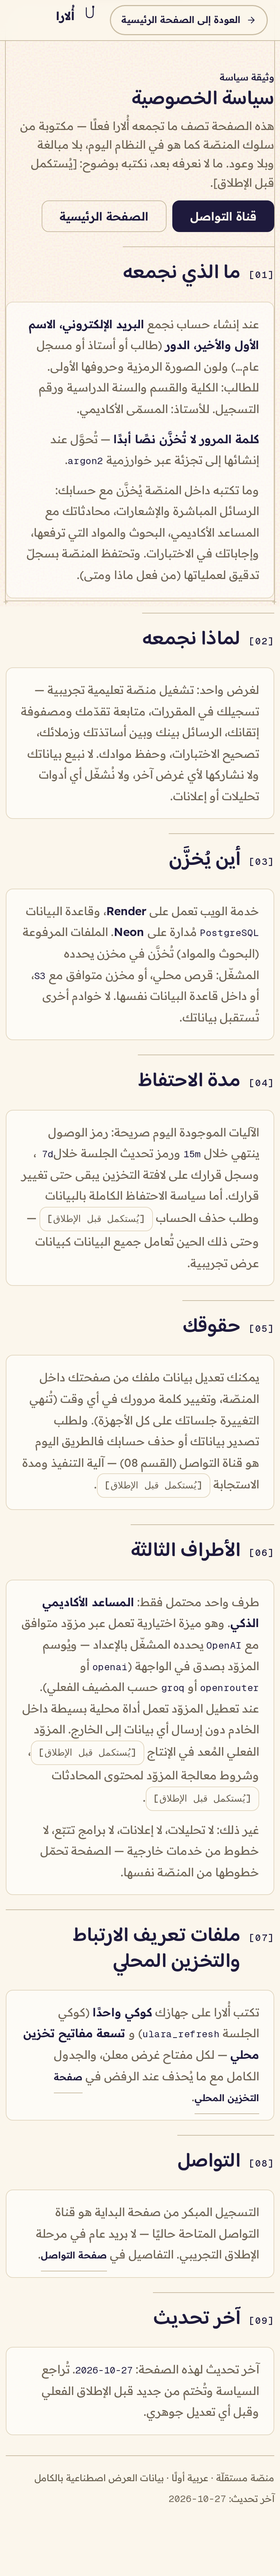 أُلارا
العودة إلى الصفحة الرئيسية
وثيقة سياسة
سياسة الخصوصية
هذه الصفحة تصف ما تجمعه أُلارا فعلًا — مكتوبة من
سلوك المنصّة كما هو في النظام اليوم، بلا مبالغة
وبلا وعود. ما لا نعرفه بعد، نكتبه بوضوح: [يُستكمل
قبل الإطلاق].
قناة التواصل
الصفحة الرئيسية
[01] ما الذي نجمعه
عند إنشاء حساب نجمع البريد الإلكتروني، الاسم
الأول والأخير، الدور (طالب أو أستاذ أو مسجل
عام…) ولون الصورة الرمزية وحروفها الأولى.
للطالب: الكلية والقسم والسنة الدراسية ورقم
التسجيل. للأستاذ: المسمّى الأكاديمي.
كلمة المرور لا تُخزَّن نصًا أبدًا — تُحوَّل عند
إنشائها إلى تجزئة عبر خوارزمية argon2.
وما تكتبه داخل المنصّة يُخزَّن مع حسابك:
الرسائل المباشرة والإشعارات، محادثاتك مع
المساعد الأكاديمي، البحوث والمواد التي ترفعها،
وإجاباتك في الاختبارات. وتحتفظ المنصّة بسجلّ
تدقيق لعملياتها (من فعل ماذا ومتى).
[02] لماذا نجمعه
لغرض واحد: تشغيل منصّة تعليمية تجريبية —
تسجيلك في المقررات، متابعة تقدّمك ومصفوفة
إتقانك، الرسائل بينك وبين أساتذتك وزملائك،
تصحيح الاختبارات، وحفظ موادك. لا نبيع بياناتك
ولا نشاركها لأي غرض آخر، ولا نُشغّل أي أدوات
تحليلات أو إعلانات.
[03] أين يُخزَّن
خدمة الويب تعمل على Render، وقاعدة البيانات
PostgreSQL مُدارة على Neon. الملفات المرفوعة
(البحوث والمواد) تُخزَّن في مخزن يحدده
المشغّل: قرص محلي، أو مخزن متوافق مع S3،
أو داخل قاعدة البيانات نفسها. لا خوادم أخرى
تُستقبل بياناتك.
[04] مدة الاحتفاظ
الآليات الموجودة اليوم صريحة: رمز الوصول
ينتهي خلال 15m ورمز تحديث الجلسة خلال 7d ،
وسجل قرارك على لافتة التخزين يبقى حتى تغيير
قرارك. أما سياسة الاحتفاظ الكاملة بالبيانات
وطلب حذف الحساب [يُستكمل قبل الإطلاق] —
وحتى ذلك الحين تُعامل جميع البيانات كبيانات
عرض تجريبية.
[05] حقوقك
يمكنك تعديل بيانات ملفك من صفحتك داخل
المنصّة، وتغيير كلمة مرورك في أي وقت (تُنهي
التغييرة جلساتك على كل الأجهزة). ولطلب
تصدير بياناتك أو حذف حسابك فالطريق اليوم
هو قناة التواصل (القسم 08) — آلية التنفيذ ومدة
الاستجابة [يُستكمل قبل الإطلاق].
[06] الأطراف الثالثة
طرف واحد محتمل فقط: المساعد الأكاديمي
الذكي. وهو ميزة اختيارية تعمل عبر مزوّد متوافق
مع OpenAI يحدده المشغّل بالإعداد — ويُوسم
المزوّد بصدق في الواجهة (openai أو
openrouter أو groq حسب المضيف الفعلي).
عند تعطيل المزوّد تعمل أداة محلية بسيطة داخل
الخادم دون إرسال أي بيانات إلى الخارج. المزوّد
الفعلي المُعد في الإنتاج [يُستكمل قبل الإطلاق]،
وشروط معالجة المزوّد لمحتوى المحادثات
[يُستكمل قبل الإطلاق].
غير ذلك: لا تحليلات، لا إعلانات، لا برامج تتبّع، لا
خطوط من خدمات خارجية — الصفحة تحمّل
خطوطها من المنصّة نفسها.
[07] ملفات تعريف الارتباط
والتخزين المحلي
تكتب أُلارا على جهازك كوكي واحدًا (كوكي
الجلسة ulara_refresh) و تسعة مفاتيح تخزين
محلي — لكل مفتاح غرض معلن، والجدول
الكامل مع ما يُحذف عند الرفض في صفحة
التخزين المحلي.
[08] التواصل
التسجيل المبكر من صفحة البداية هو قناة
التواصل المتاحة حاليًا — لا بريد عام في مرحلة
الإطلاق التجريبي. التفاصيل في صفحة التواصل.
[09] آخر تحديث
آخر تحديث لهذه الصفحة: 2026-10-27. تُراجع
السياسة وتُختم من جديد قبل الإطلاق الفعلي
وقبل أي تعديل جوهري.
منصّة مستقلّة · عربية أولًا · بيانات العرض اصطناعية بالكامل
آخر تحديث: 2026-10-27